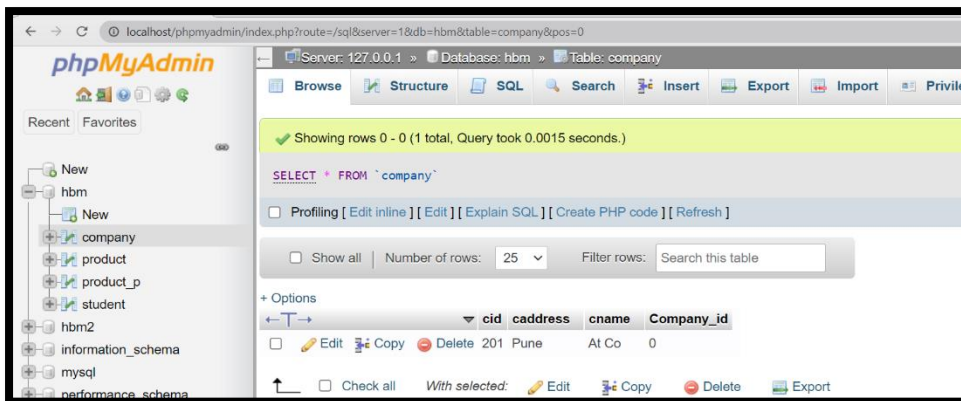 localhost/phpmyadmin/index.php?route=/sql&server=1&db=hbm&table=company&pos=0
phpMyAdmin
Recent Favorites
New
hbm
New
company
product
product_p
student
hbm2
information_schema
mysql
performance_schema
Server: 127.0.0.1 » Database: hbm » Table: company
Browse Structure SQL Search Insert Export Import Privile
Showing rows 0 - 0 (1 total, Query took 0.0015 seconds.)
SELECT * FROM `company`
Profiling [ Edit inline ] [ Edit ] [ Explain SQL ] [ Create PHP code ] [ Refresh ]
Show all | Number of rows: 25 Filter rows: Search this table
+ Options
←T→ cid caddress cname Company_id
Edit Copy Delete 201 Pune At Co 0
Check all With selected: Edit Copy Delete Export